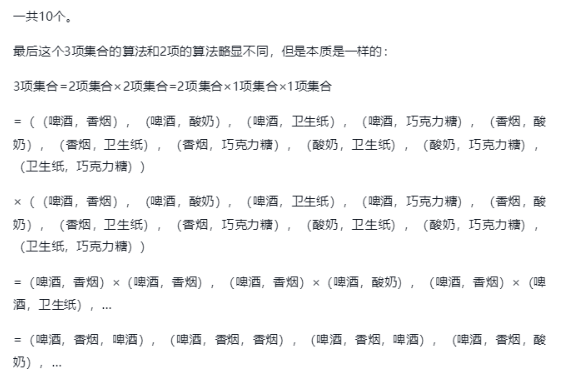 一共10个。
最后这个3项集合的算法和2项的算法略显不同，但是本质是一样的：
3项集合=2项集合×2项集合=2项集合×1项集合×1项集合
=（（啤酒，香烟），（啤酒，酸奶），（啤酒，卫生纸），（啤酒，巧克力糖），（香烟，酸
奶），（香烟，卫生纸），（香烟，巧克力糖），（酸奶，卫生纸），（酸奶，巧克力糖），
（卫生纸，巧克力糖））
×（（啤酒，香烟），（啤酒，酸奶），（啤酒，卫生纸），（啤酒，巧克力糖），（香烟，酸
奶），（香烟，卫生纸），（香烟，巧克力糖），（酸奶，卫生纸），（酸奶，巧克力糖），
（卫生纸，巧克力糖））
=（啤酒，香烟）×（啤酒，香烟），（啤酒，香烟）×（啤酒，酸奶），（啤酒，香烟）×（啤
酒，卫生纸），...
=（啤酒，香烟，啤酒），（啤酒，香烟，香烟），（啤酒，香烟，啤酒），（啤酒，香烟，酸
奶），...